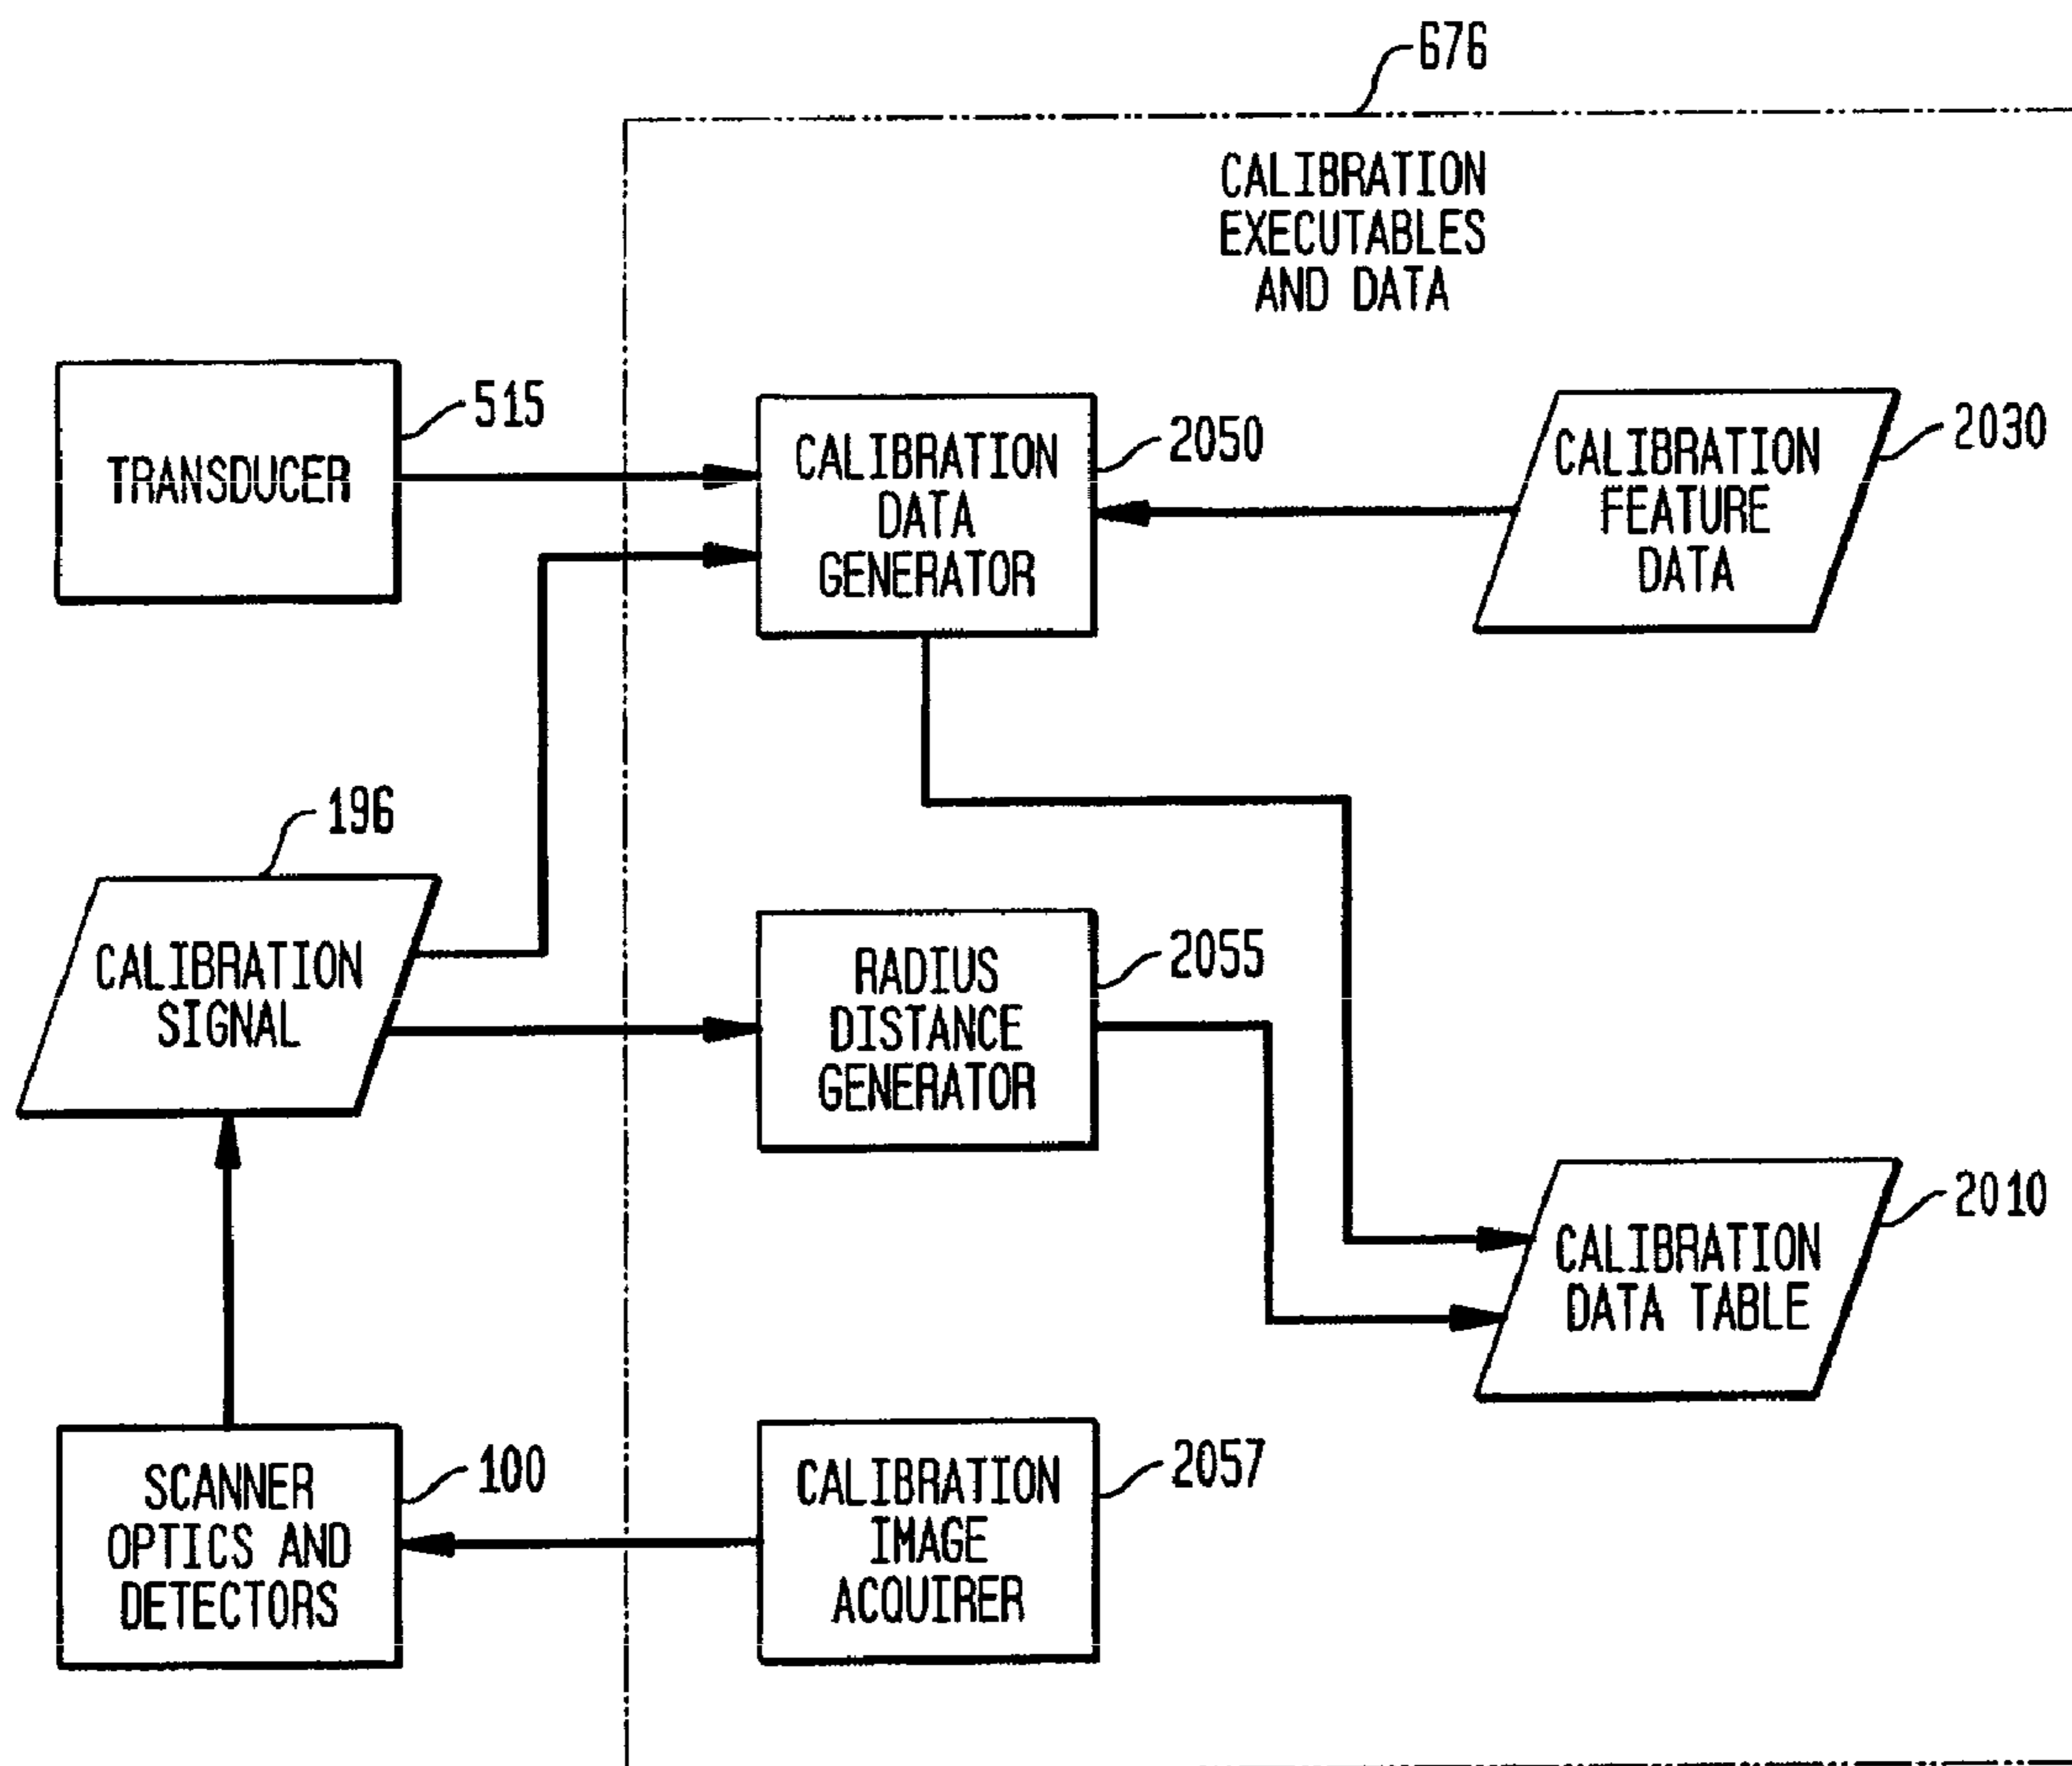 676
CALIBRATION
EXECUTABLES
AND DATA
TRANSDUCER
515
CALIBRATION
DATA
GENERATOR
2050
CALIBRATION
FEATURE
DATA
2030
196
CALIBRATION
SIGNAL
RADIUS
DISTANCE
GENERATOR
2055
CALIBRATION
DATA TABLE
2010
SCANNER
OPTICS AND
DETECTORS
100
CALIBRATION
IMAGE
ACQUIRER
2057